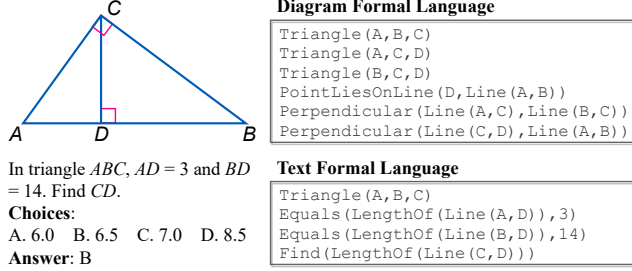 C
A
D
B
In triangle ABC, AD = 3 and BD
= 14. Find CD.
Choices:
A. 6.0 B. 6.5 C. 7.0 D. 8.5
Answer: B
Diagram Formal Language
Triangle(A,B,C)
Triangle(A,C,D)
Triangle(B,C,D)
PointLiesOnLine(D,Line(A,B))
Perpendicular(Line(A,C),Line(B,C))
Perpendicular(Line(C,D),Line(A,B))
Text Formal Language
Triangle(A,B,C)
Equals(LengthOf(Line(A,D)),3)
Equals(LengthOf(Line(B,D)),14)
Find(LengthOf(Line(C,D)))